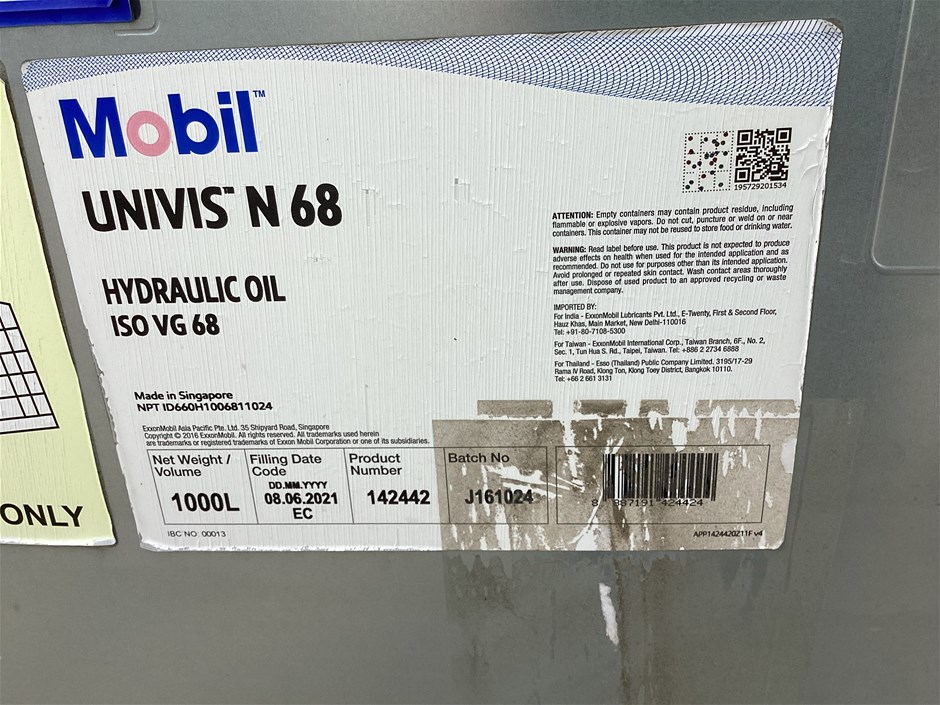 Mobil™
UNIVIS™ N 68
HYDRAULIC OIL
ISO VG 68
Made in Singapore
NPT ID660H1006811024
ExxonMobil Asia Pacific Pte. Ltd. 35 Shipyard Road, Singapore
Copyright © 2016 ExxonMobil. All rights reserved. All trademarks used herein
are trademarks or registered trademarks of Exxon Mobil Corporation or one of its subsidiaries.
195729201534
ATTENTION: Empty containers may contain product residue, including
flammable or explosive vapors. Do not cut, puncture or weld on or near
containers. This container may not be reused to store food or drinking water.
WARNING: Read label before use. This product is not expected to produce
adverse effects on health when used for the intended application and as
recommended. Do not use for purposes other than its intended application.
Avoid prolonged or repeated skin contact. Wash contact areas thoroughly
after use. Dispose of used product to an approved recycling or waste
management company.
IMPORTED BY:
For India - ExxonMobil Lubricants Pvt. Ltd., E-Twenty, First & Second Floor,
Hauz Khas, Main Market, New Delhi-110016
Tel: +91-80-7108-5300
For Taiwan - ExxonMobil International Corp., Taiwan Branch, 6F., No. 2,
Sec. 1, Tun Hua S. Rd., Taipei, Taiwan. Tel: +886 2 2734 6888
For Thailand - Esso (Thailand) Public Company Limited. 3195/17-29
Rama IV Road, Klong Ton, Klong Toey District, Bangkok 10110.
Tel: +66 2 661 3131
Net Weight /
Volume
1000L
Filling Date
Code
DD.MM.YYYY
08.06.2021
EC
Product
Number
142442
Batch No
J161024
8 887191 424424
IBC NO: 00013
APP1424420Z11F v4
ONLY